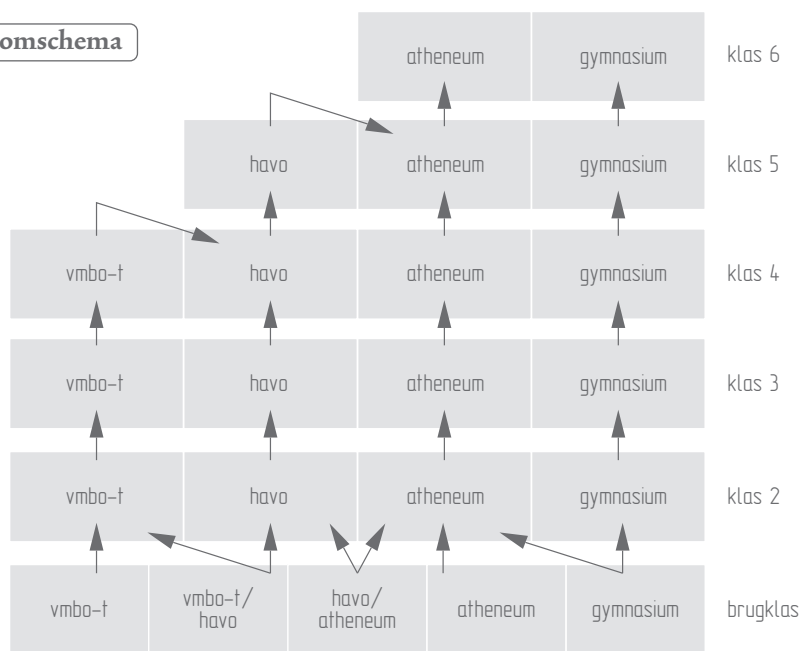 omschema
atheneum gymnasium klas 6
havo atheneum gymnasium klas 5
vmbo-t havo atheneum gymnasium klas 4
vmbo-t havo atheneum gymnasium klas 3
vmbo-t havo atheneum gymnasium klas 2
vmbo-t vmbo-t/ havo havo/ atheneum atheneum gymnasium brugklas